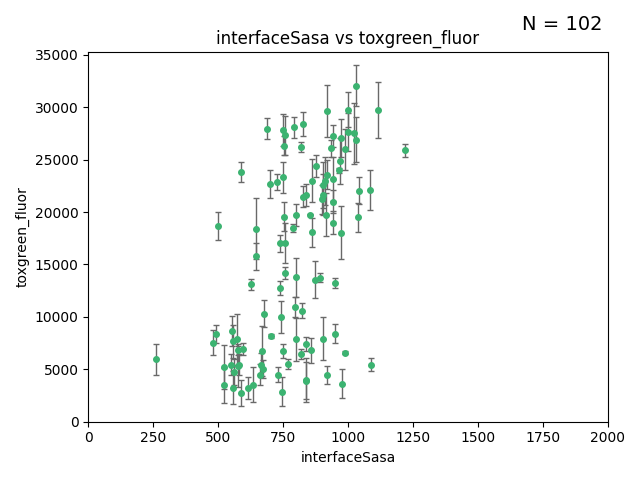 N = 102
interfaceSasa vs toxgreen_fluor
35000
30000
25000
20000
15000
10000
5000
0
toxgreen_fluor
0 250 500 750 1000 1250 1500 1750 2000
interfaceSasa